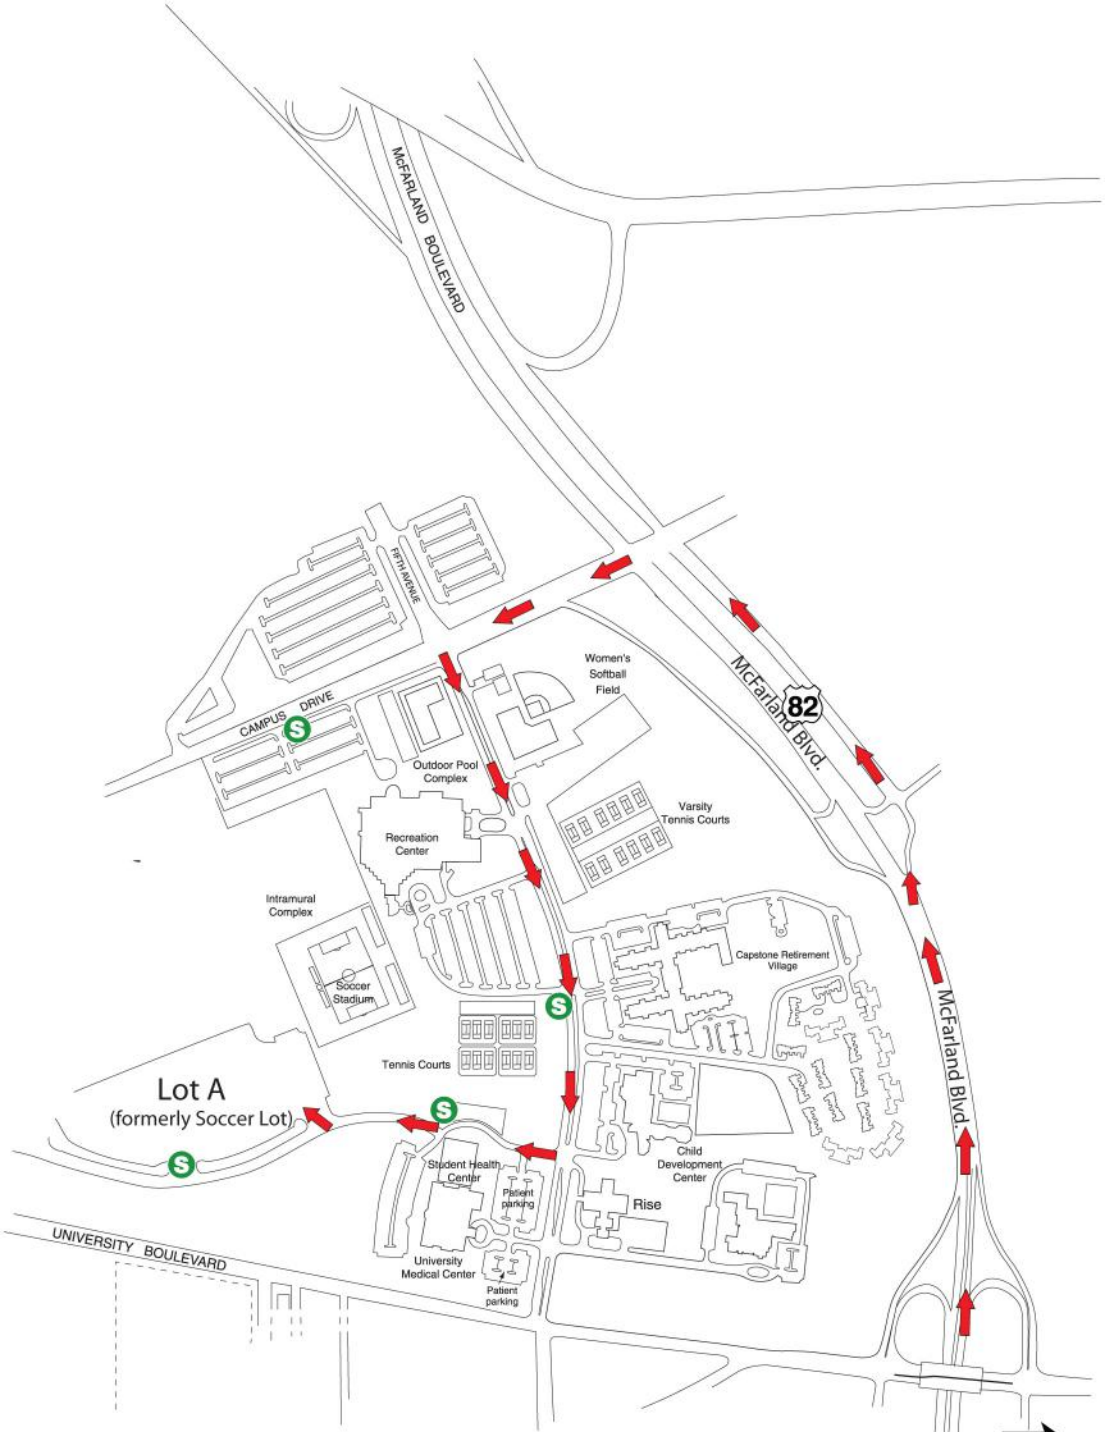 McFARLAND BOULEVARD
FIFTH AVENUE
Women's
Softball
Field
McFarland Blvd.
82
CAMPUS DRIVE
S
Outdoor Pool
Complex
Varsity
Tennis Courts
Recreation
Center
Intramural
Complex
Capstone Retirement
Village
Soccer
Stadium
S
McFarland Blvd.
Tennis Courts
Lot A
(formerly Soccer Lot)
S
S
Student Health
Center
Child
Development
Center
Patient
parking
Rise
UNIVERSITY BOULEVARD
University
Medical Center
Patient
parking